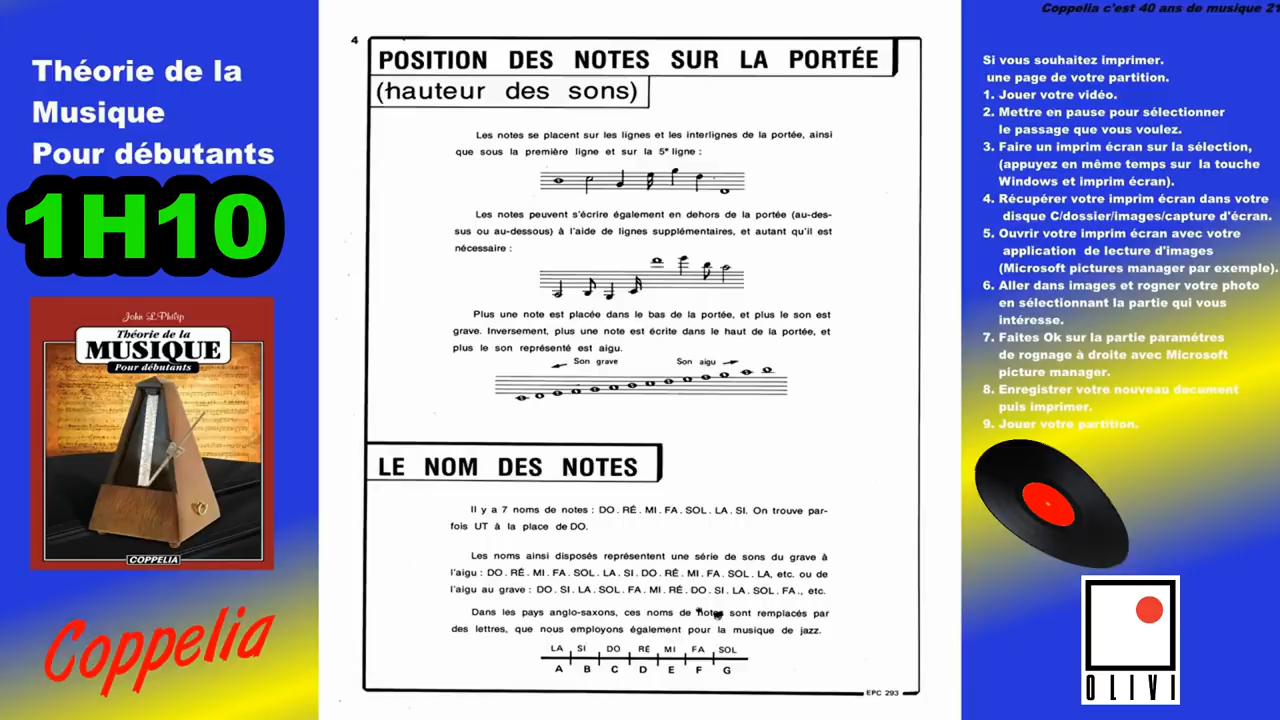 Coppelia c'est 40 ans de musique 21
Théorie de la
Musique
Pour débutants
1H10
John L.Philip
Théorie de la
MUSIQUE
Pour débutants
COPPELIA
Coppelia
4
POSITION DES NOTES SUR LA PORTÉE
(hauteur des sons)
Les notes se placent sur les lignes et les interlignes de la portée, ainsi
que sous la première ligne et sur la 5e ligne :
Les notes peuvent s'écrire également en dehors de la portée (au-des-
sus ou au-dessous) à l'aide de lignes supplémentaires, et autant qu'il est
nécessaire :
Plus une note est placée dans le bas de la portée, et plus le son est
grave. Inversement, plus une note est écrite dans le haut de la portée, et
plus le son représenté est aigu.
Son grave Son aigu
LE NOM DES NOTES
Il y a 7 noms de notes : DO . RÉ . MI . FA . SOL . LA . SI. On trouve par-
fois UT à la place de DO.
Les noms ainsi disposés représentent une série de sons du grave à
l'aigu : DO . RÉ . MI . FA . SOL . LA . SI . DO . RÉ . MI . FA . SOL . LA, etc. ou de
l'aigu au grave : DO . SI . LA . SOL . FA . MI . RÉ . DO . SI . LA . SOL . FA ., etc.
Dans les pays anglo-saxons, ces noms de notes sont remplacés par
des lettres, que nous employons également pour la musique de jazz.
LA SI DO RÉ MI FA SOL
A B C D E F G
EPC 293
Si vous souhaitez imprimer.
une page de votre partition.
1. Jouer votre vidéo.
2. Mettre en pause pour sélectionner
le passage que vous voulez.
3. Faire un imprim écran sur la sélection,
(appuyez en même temps sur la touche
Windows et imprim écran).
4. Récupérer votre imprim écran dans votre
disque C/dossier/images/capture d'écran.
5. Ouvrir votre imprim écran avec votre
application de lecture d'images
(Microsoft pictures manager par exemple).
6. Aller dans images et rogner votre photo
en sélectionnant la partie qui vous
intéresse.
7. Faites Ok sur la partie paramétres
de rognage à droite avec Microsoft
picture manager.
8. Enregistrer votre nouveau document
puis imprimer.
9. Jouer votre partition.
OLIVI